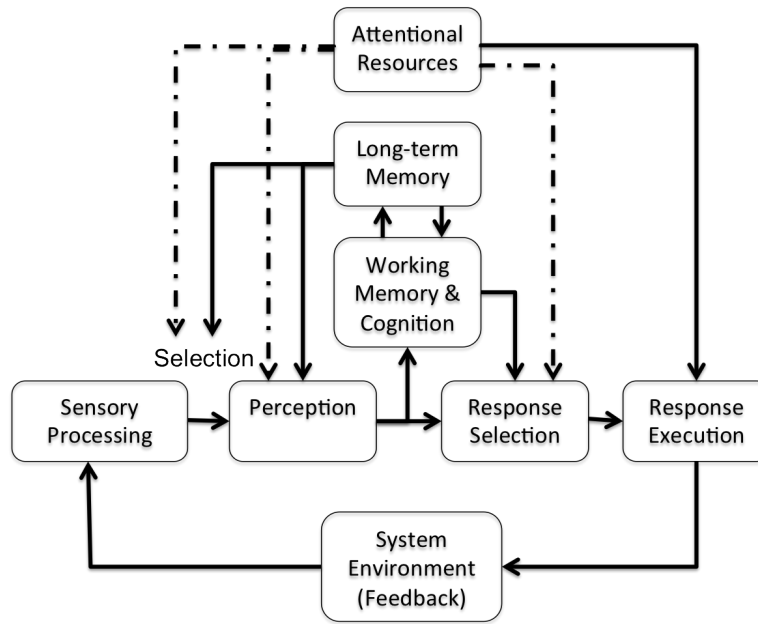 Attentional
Resources
Long-term
Memory
Working
Memory &
Cognition
Selection
Sensory
Processing
Perception
Response
Selection
Response
Execution
System
Environment
(Feedback)